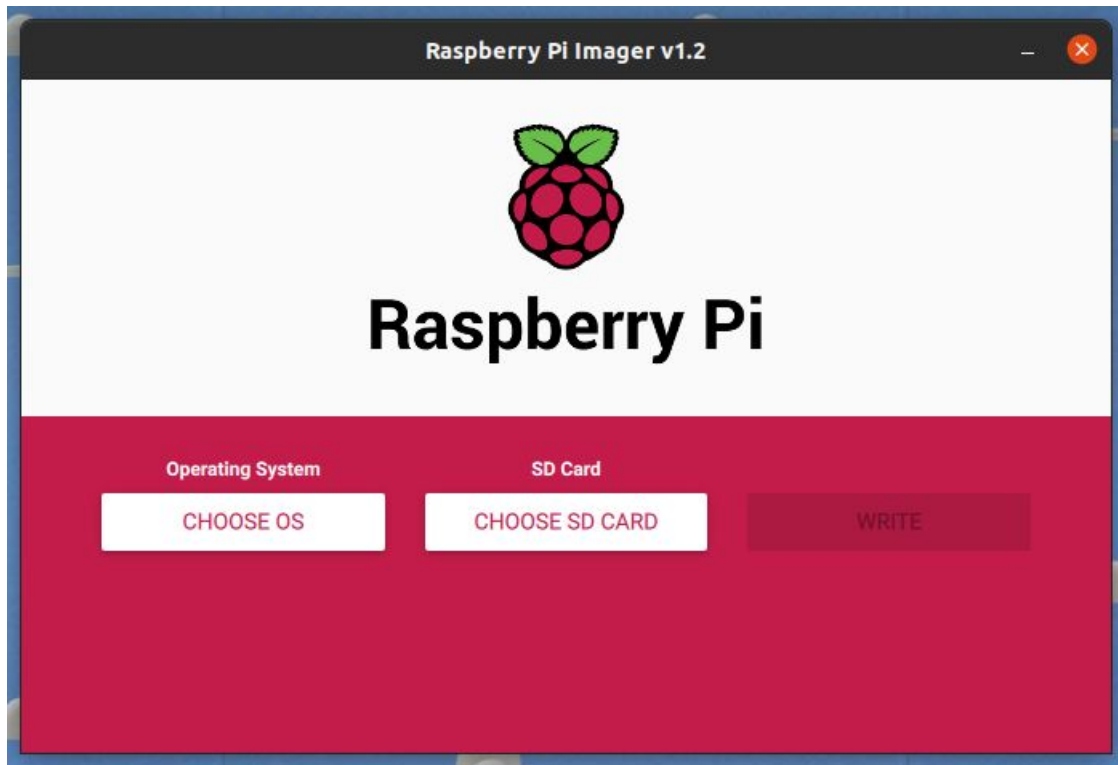 Raspberry Pi Imager v1.2
Raspberry Pi
Operating System
SD Card
CHOOSE OS
CHOOSE SD CARD
WRITE